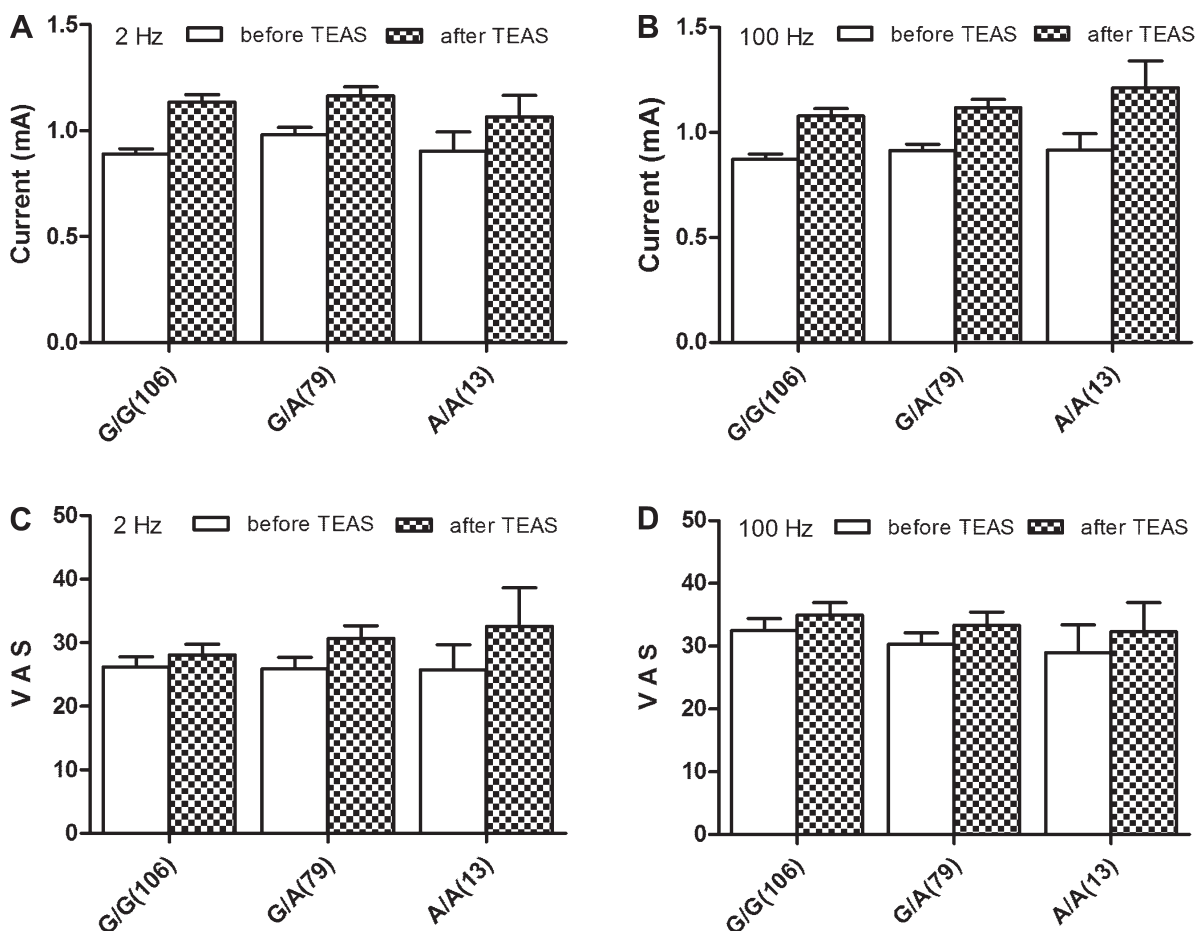 A
2 Hz before TEAS after TEAS
Current (mA)
1.5
1.0
0.5
0.0
G/G(106) G/A(79) A/A(13)
B
100 Hz before TEAS after TEAS
Current (mA)
1.5
1.0
0.5
0.0
G/G(106) G/A(79) A/A(13)
C
2 Hz before TEAS after TEAS
V A S
50
40
30
20
10
0
G/G(106) G/A(79) A/A(13)
D
100 Hz before TEAS after TEAS
V A S
50
40
30
20
10
0
G/G(106) G/A(79) A/A(13)